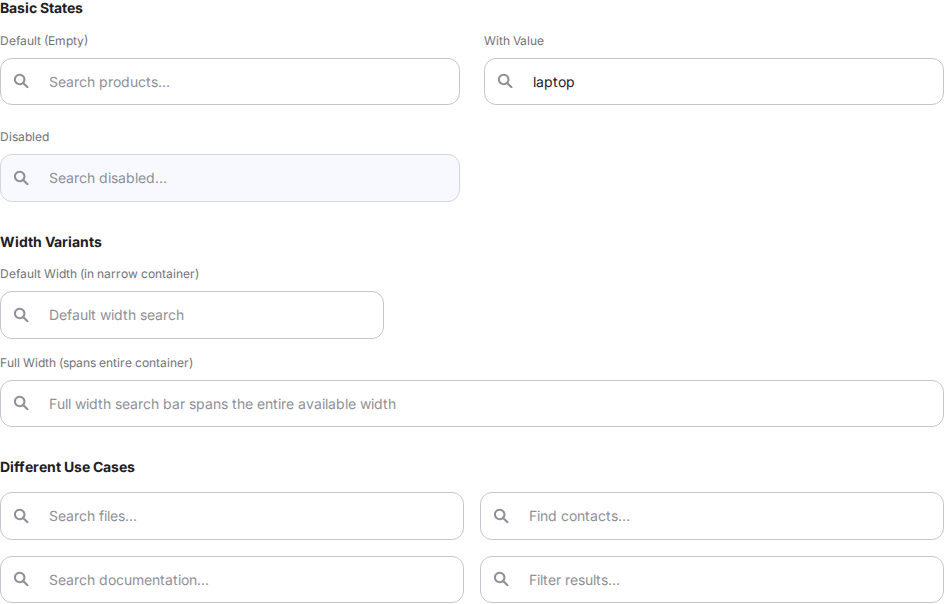 Basic States
Default (Empty)
With Value
Search products...
laptop
Disabled
Search disabled...
Width Variants
Default Width (in narrow container)
Default width search
Full Width (spans entire container)
Full width search bar spans the entire available width
Different Use Cases
Search files...
Find contacts...
Search documentation...
Filter results...